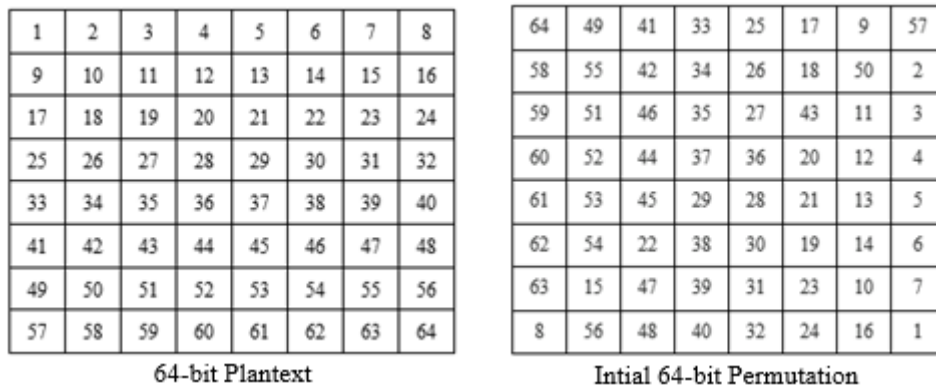 1 2 3 4 5 6 7 8
9 10 11 12 13 14 15 16
17 18 19 20 21 22 23 24
25 26 27 28 29 30 31 32
33 34 35 36 37 38 39 40
41 42 43 44 45 46 47 48
49 50 51 52 53 54 55 56
57 58 59 60 61 62 63 64
64-bit Plantext
64 49 41 33 25 17 9 57
58 55 42 34 26 18 50 2
59 51 46 35 27 43 11 3
60 52 44 37 36 20 12 4
61 53 45 29 28 21 13 5
62 54 22 38 30 19 14 6
63 15 47 39 31 23 10 7
8 56 48 40 32 24 16 1
Intial 64-bit Permutation